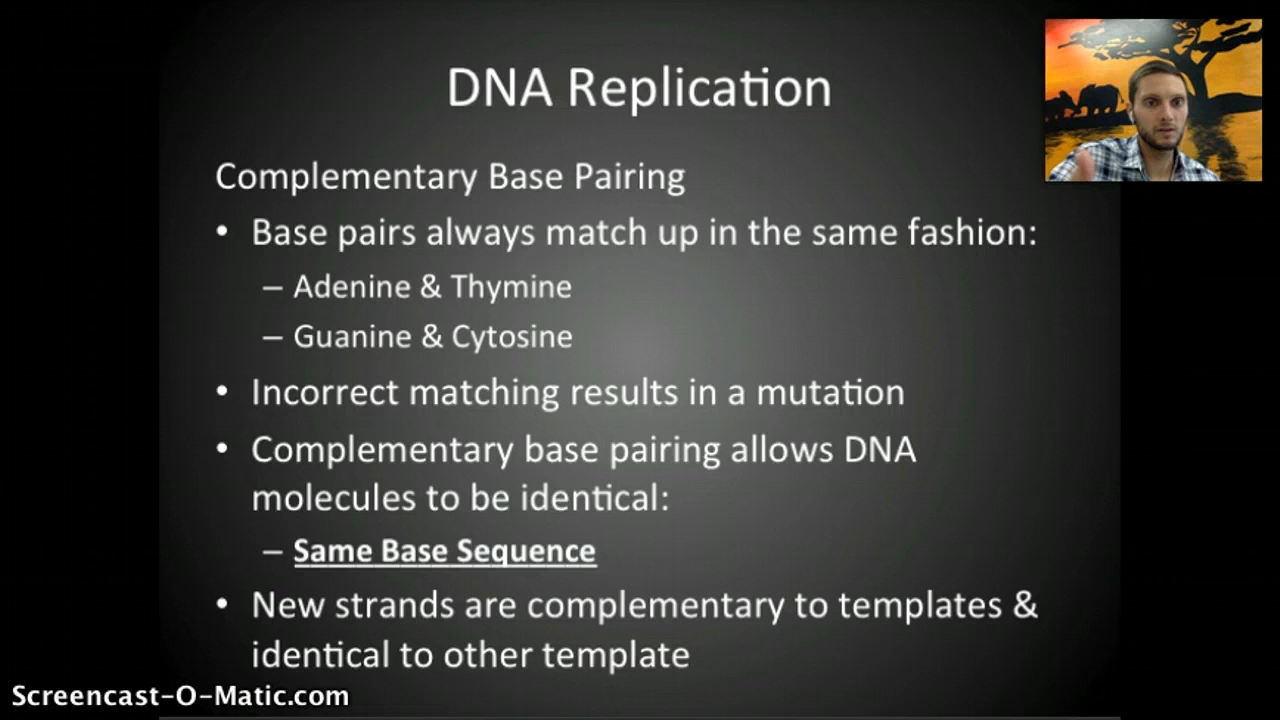 DNA Replication
Complementary Base Pairing
• Base pairs always match up in the same fashion:
– Adenine & Thymine
– Guanine & Cytosine
• Incorrect matching results in a mutation
• Complementary base pairing allows DNA
molecules to be identical:
– Same Base Sequence
• New strands are complementary to templates &
identical to other template
Screencast-O-Matic.com